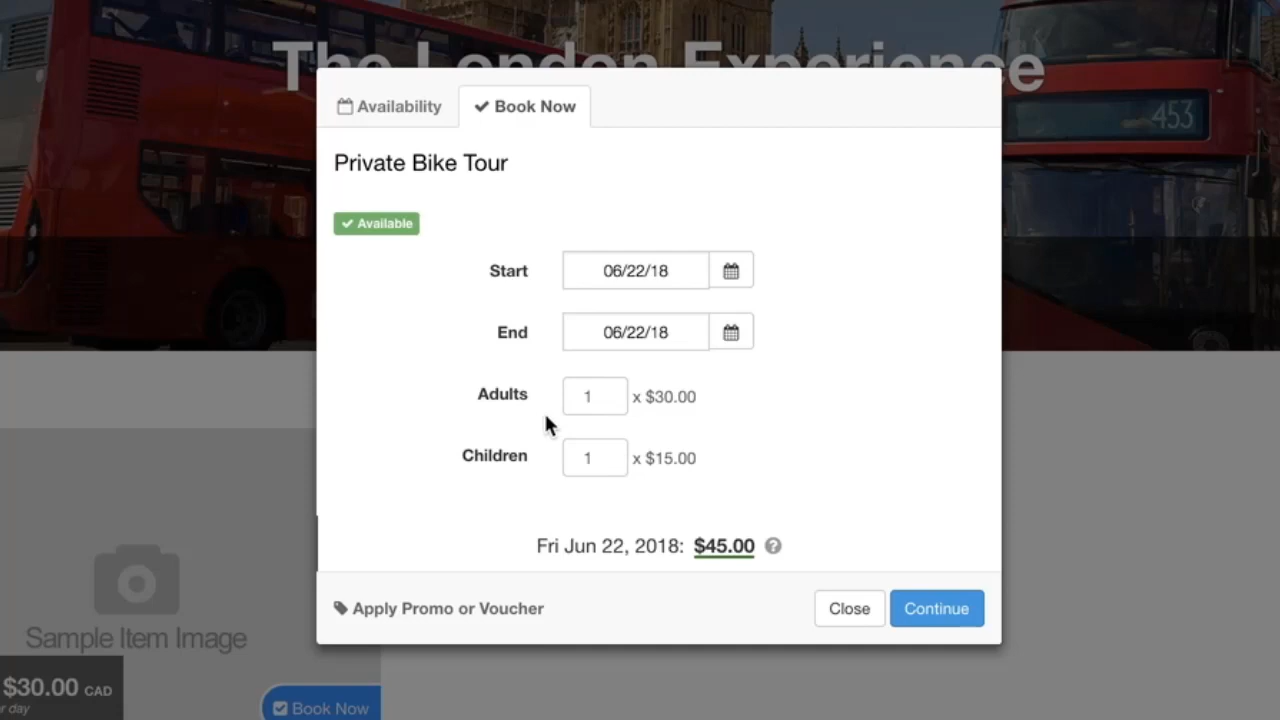 The London Experience
453
Availability
Book Now
Private Bike Tour
Available
Start
06/22/18
End
06/22/18
Adults
1
x $30.00
Children
1
x $15.00
Fri Jun 22, 2018: $45.00 ?
Apply Promo or Voucher
Close
Continue
Sample Item Image
$30.00 CAD
r day
Book Now